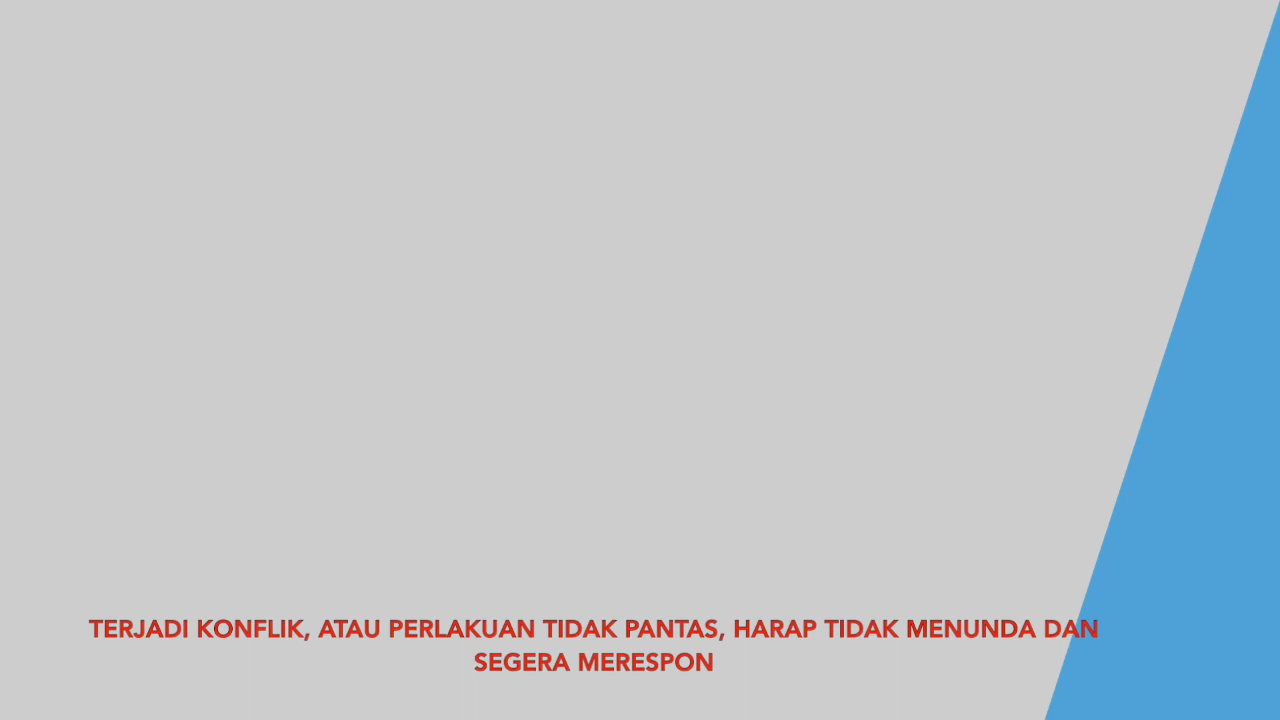 TERJADI KONFLIK, ATAU PERLAKUAN TIDAK PANTAS, HARAP TIDAK MENUNDA DAN
SEGERA MERESPON